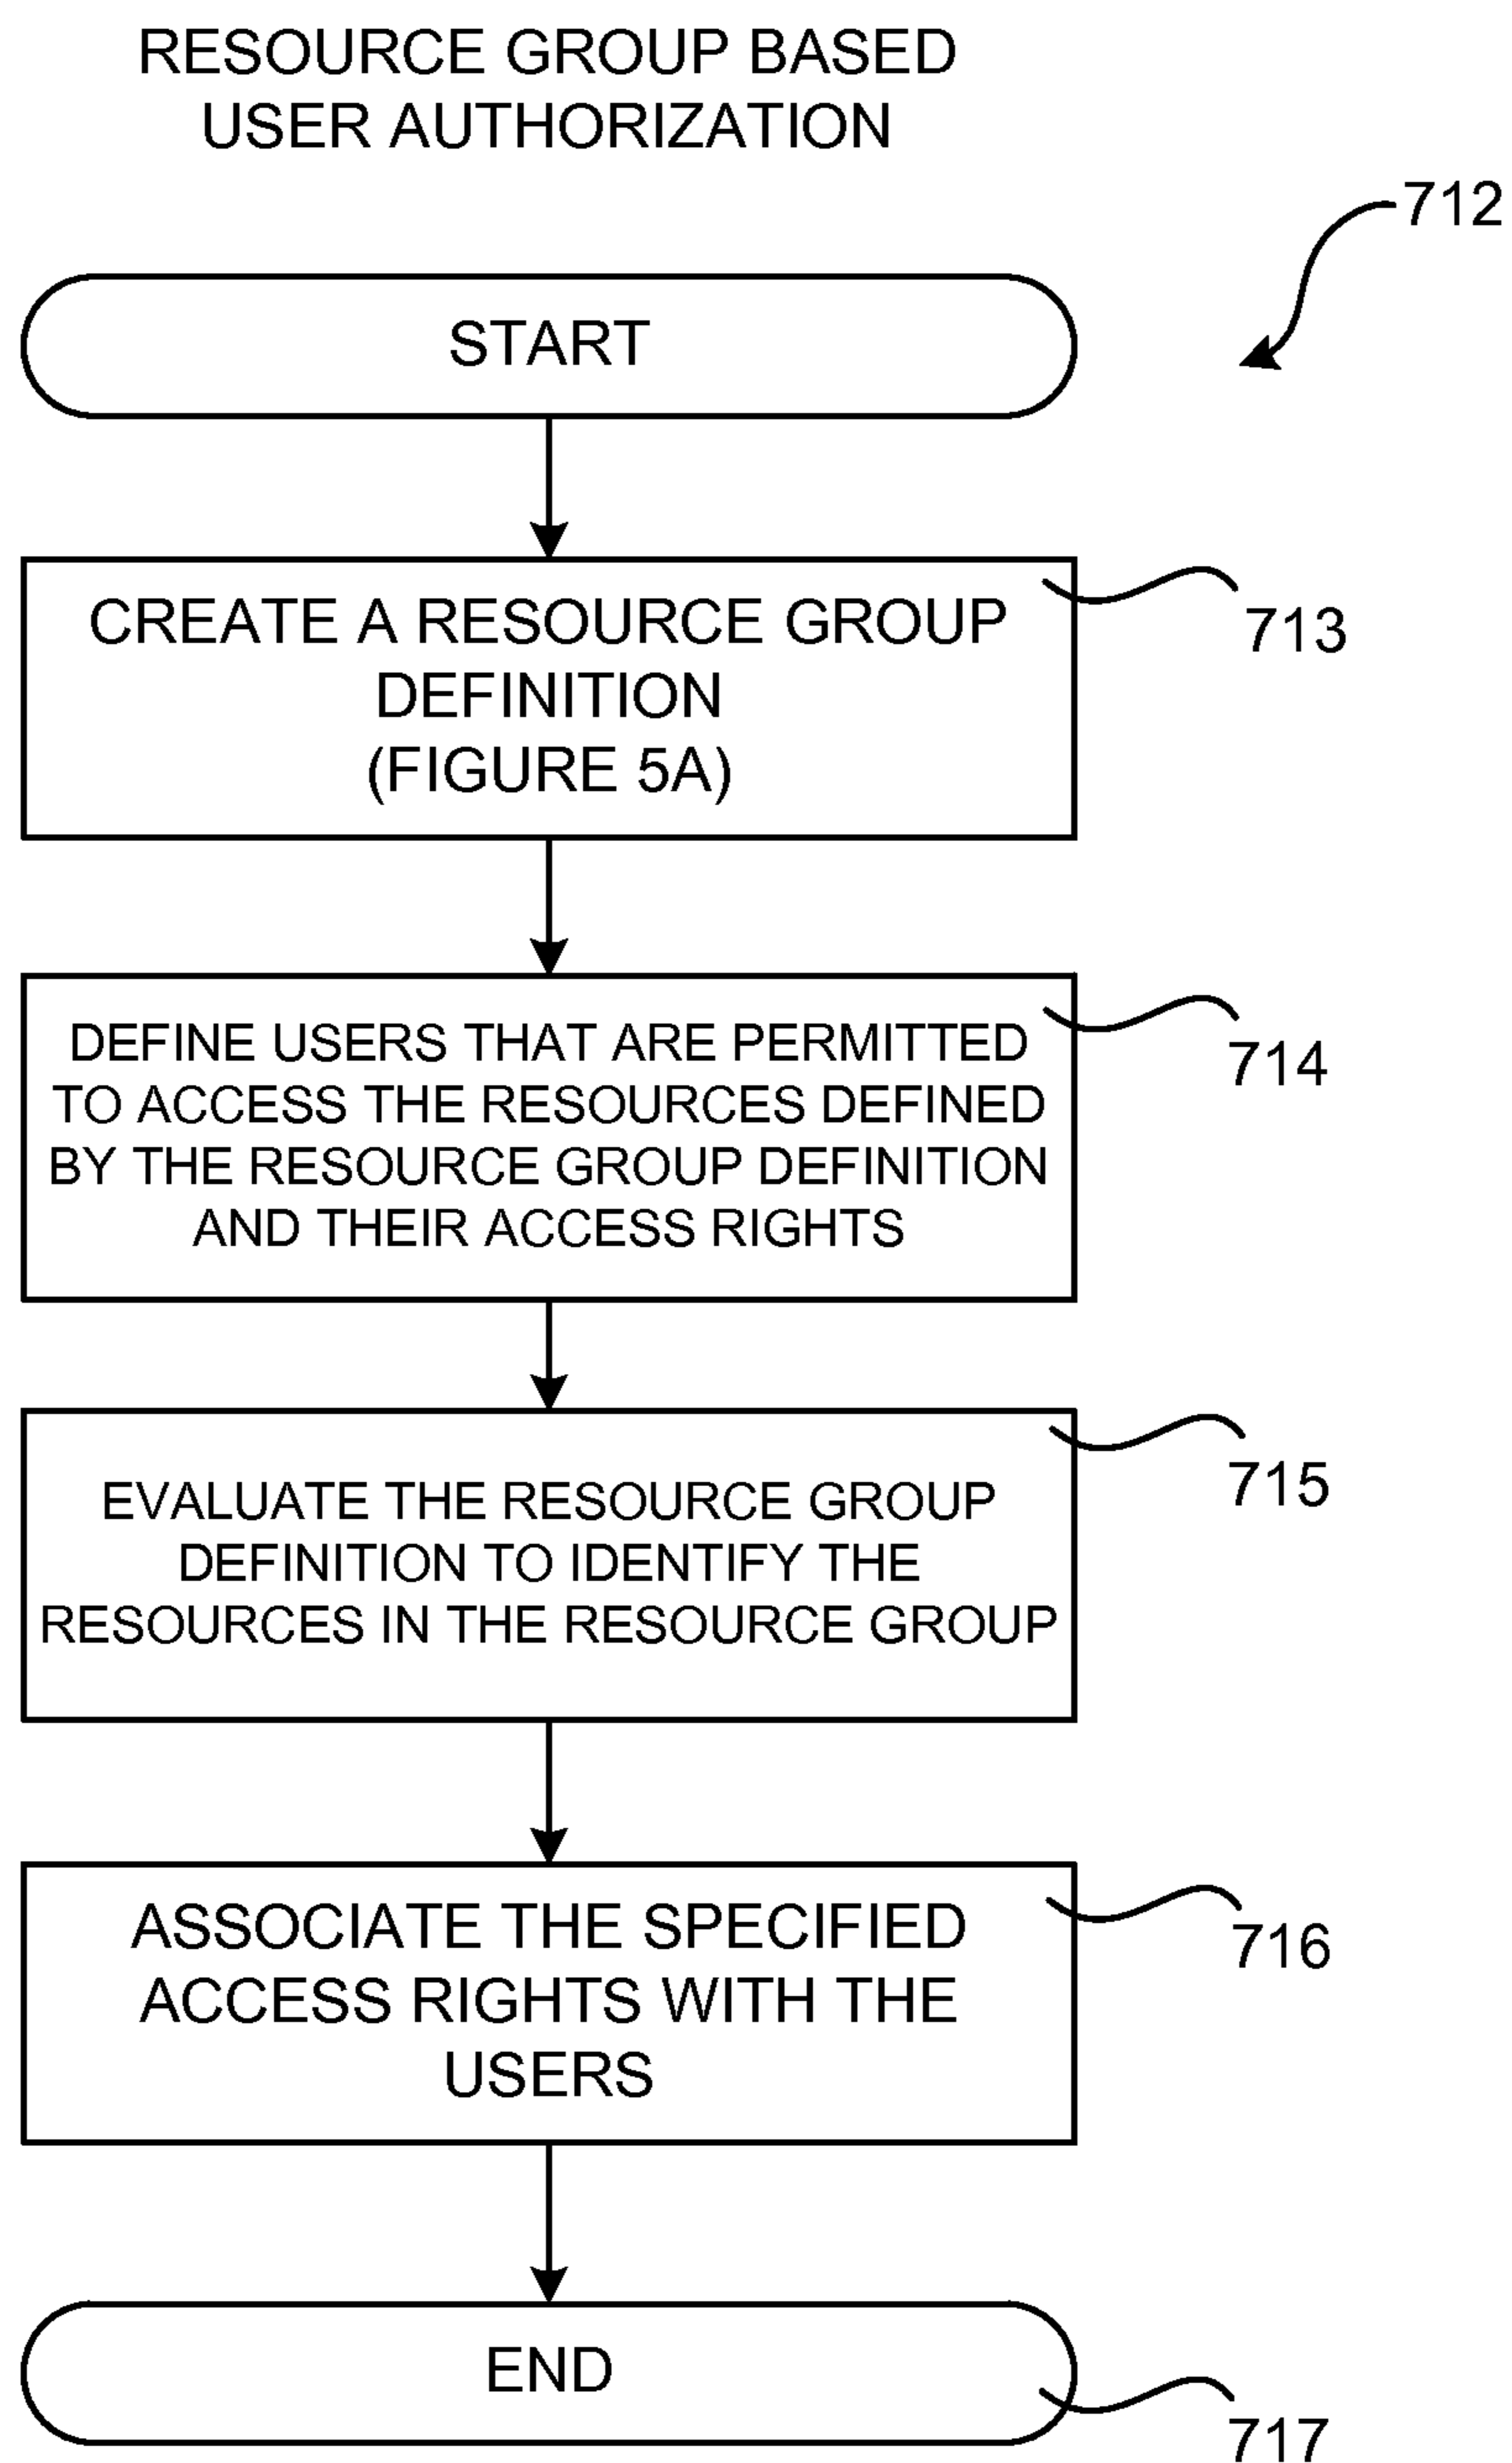 RESOURCE GROUP BASED
USER AUTHORIZATION
712
START
CREATE A RESOURCE GROUP
DEFINITION
(FIGURE 5A)
713
DEFINE USERS THAT ARE PERMITTED
TO ACCESS THE RESOURCES DEFINED
BY THE RESOURCE GROUP DEFINITION
AND THEIR ACCESS RIGHTS
714
EVALUATE THE RESOURCE GROUP
DEFINITION TO IDENTIFY THE
RESOURCES IN THE RESOURCE GROUP
715
ASSOCIATE THE SPECIFIED
ACCESS RIGHTS WITH THE
USERS
716
END
717